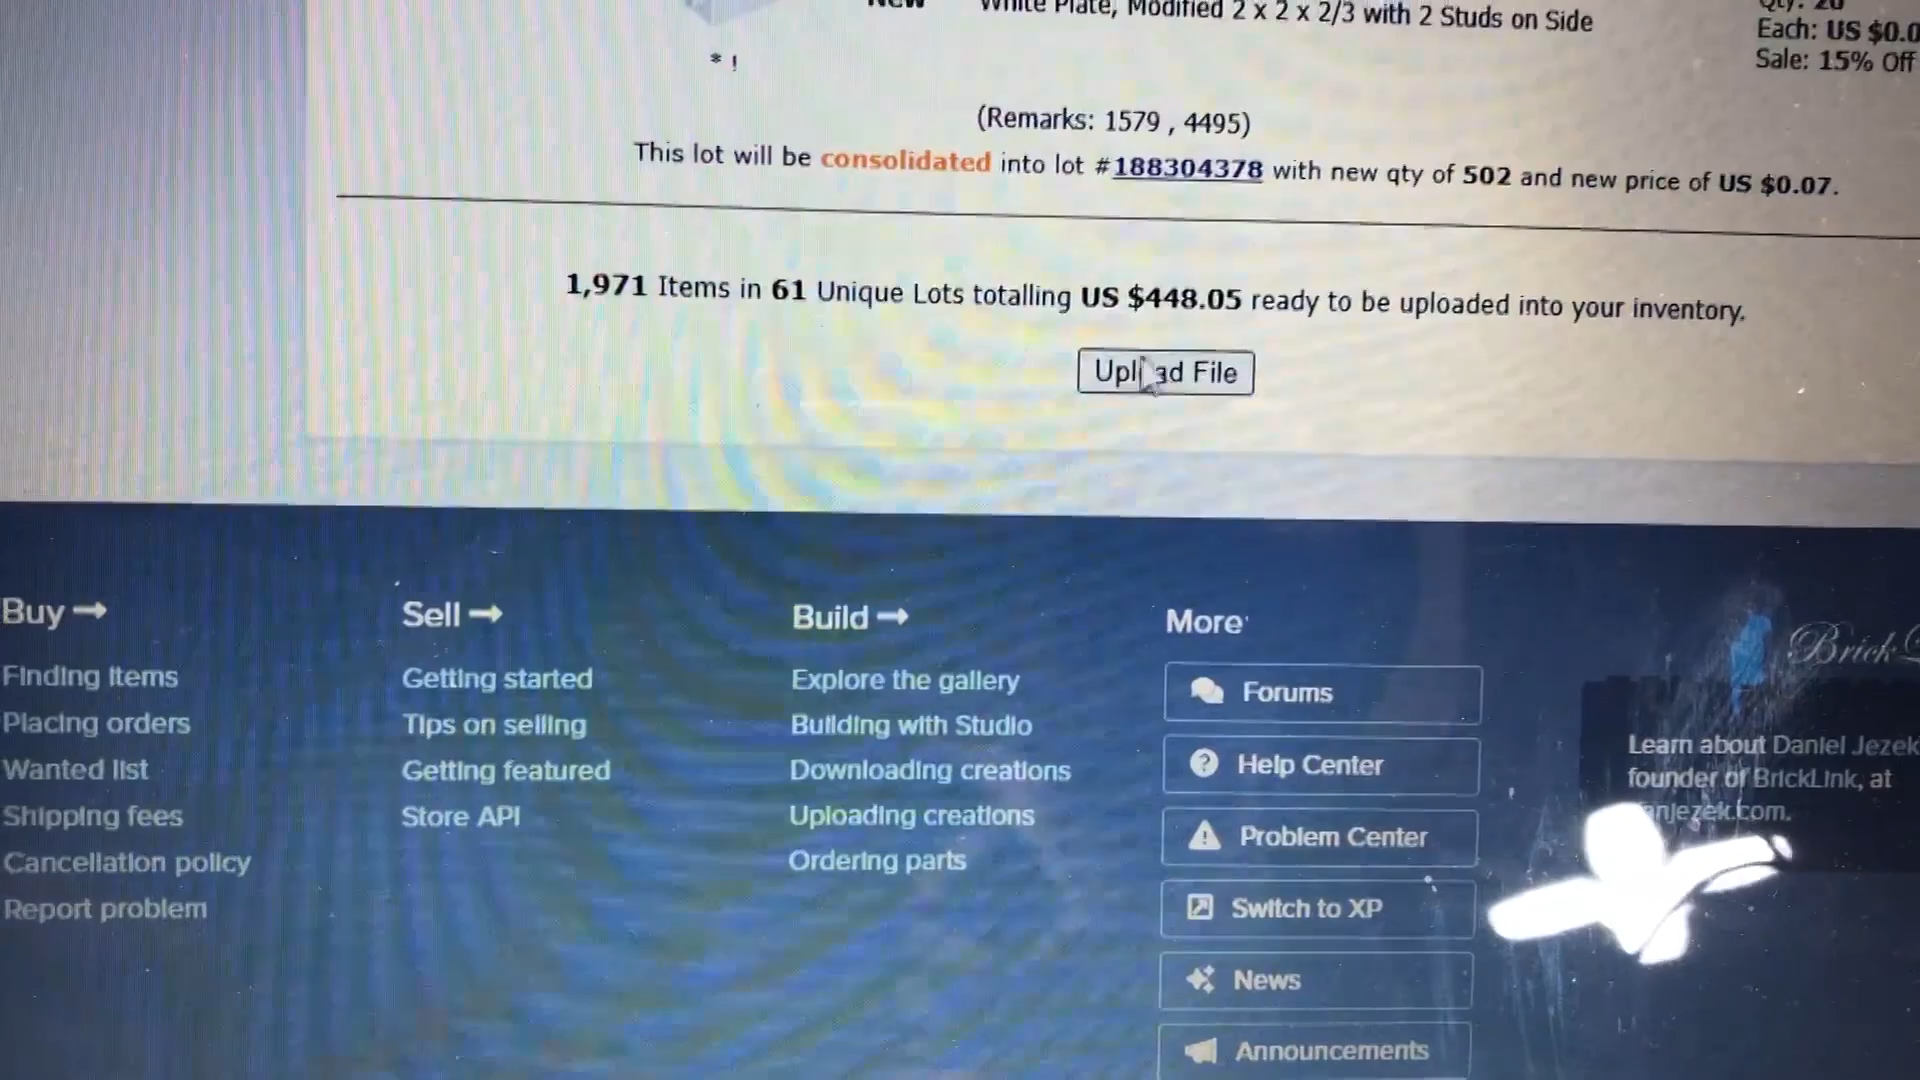 New White Plate, Modified 2 x 2 x 2/3 with 2 Studs on Side
Each: US $0.0
Sale: 15% Off
* !
(Remarks: 1579 , 4495)
This lot will be consolidated into lot #188304378 with new qty of 502 and new price of US $0.07.
1,971 Items in 61 Unique Lots totalling US $448.05 ready to be uploaded into your inventory.
Upload File
Buy
Finding items
Placing orders
Wanted list
Shipping fees
Cancellation policy
Report problem
Sell
Getting started
Tips on selling
Getting featured
Store API
Build
Explore the gallery
Building with Studio
Downloading creations
Uploading creations
Ordering parts
More
Forums
Help Center
Problem Center
Switch to XP
News
Announcements
Brick
Learn about Daniel Jezek
founder of BrickLink, at
anjezek.com.